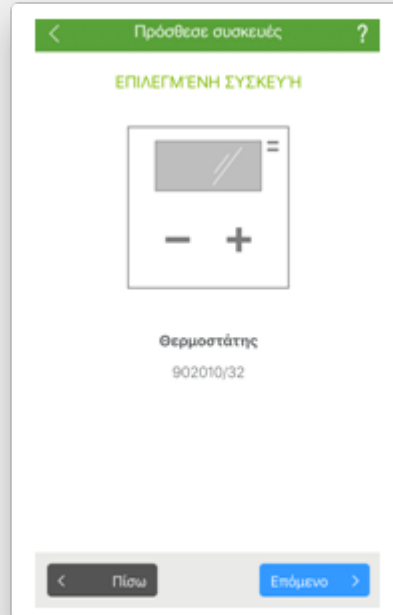 Πρόσθεσε συσκευές ?
ΕΠΙΛΕΓΜΈΝΗ ΣΥΣΚΕΥΉ
Θερμοστάτης
902010/32
Πίσω
Επόμενο